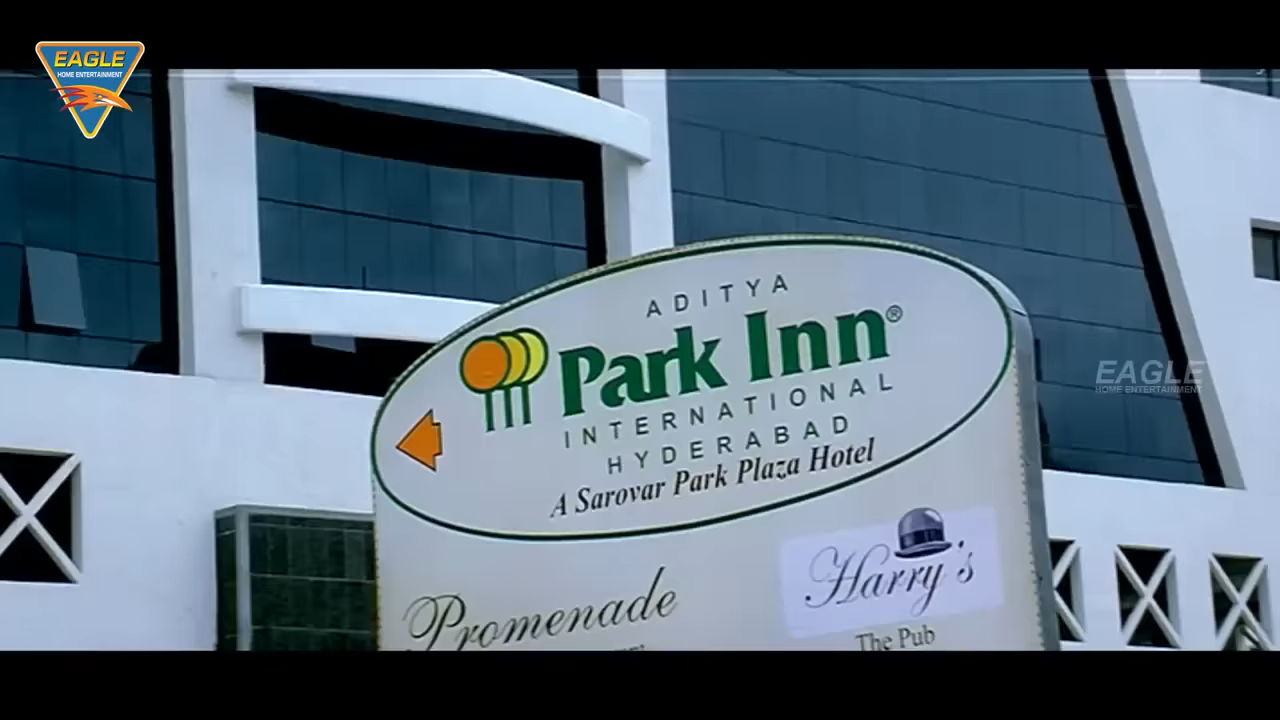 EAGLE
HOME ENTERTAINMENT
ADITYA
Park Inn®
INTERNATIONAL
HYDERABAD
A Sarovar Park Plaza Hotel
EAGLE
HOME ENTERTAINMENT
Promenade
Harry's
The Pub